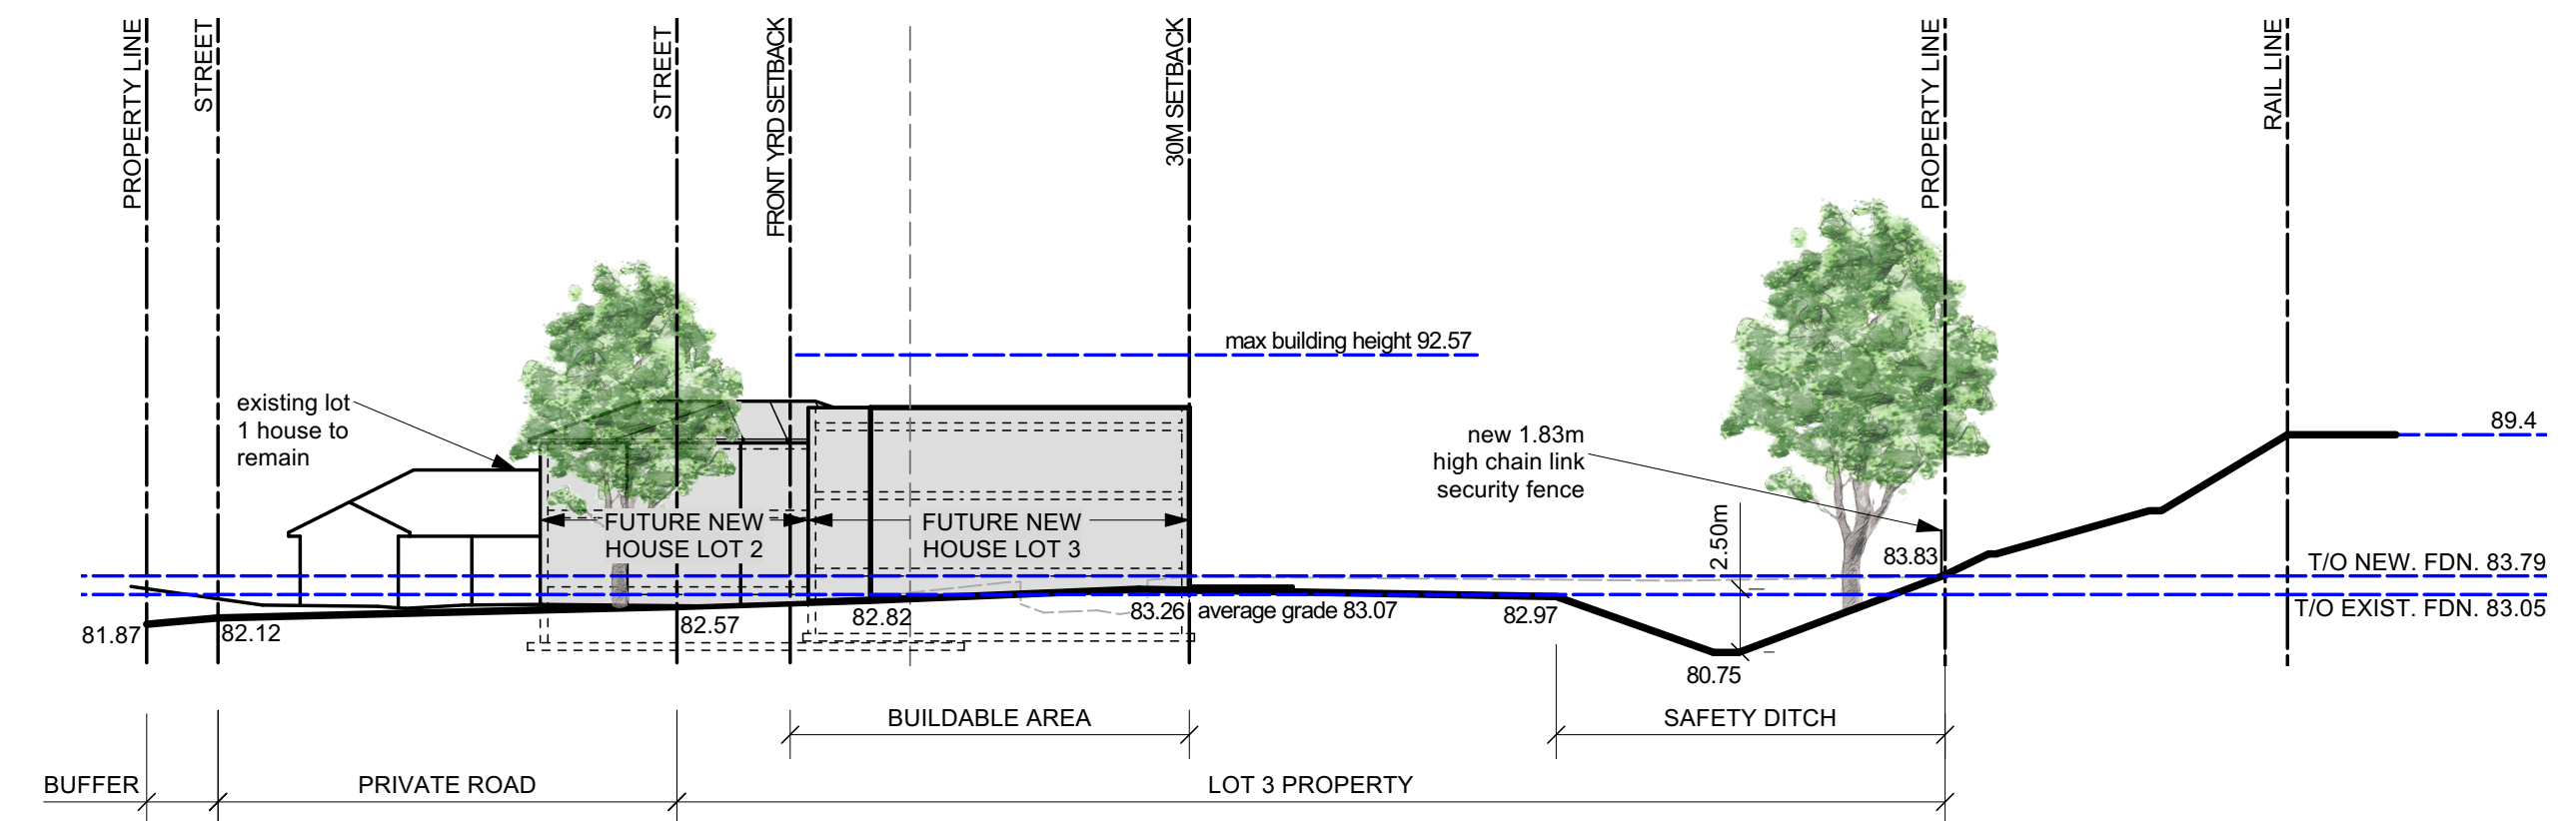 PROPERTY LINE
STREET
STREET
FRONT YRD SETBACK
30M SETBACK
PROPERTY LINE
RAIL LINE
max building height 92.57
existing lot
1 house to
remain
new 1.83m
high chain link
security fence
89.4
FUTURE NEW
HOUSE LOT 2
FUTURE NEW
HOUSE LOT 3
2.50m
83.83
T/O NEW. FDN. 83.79
T/O EXIST. FDN. 83.05
81.87
82.12
82.57
82.82
83.26
average grade 83.07
82.97
80.75
BUILDABLE AREA
SAFETY DITCH
BUFFER
PRIVATE ROAD
LOT 3 PROPERTY